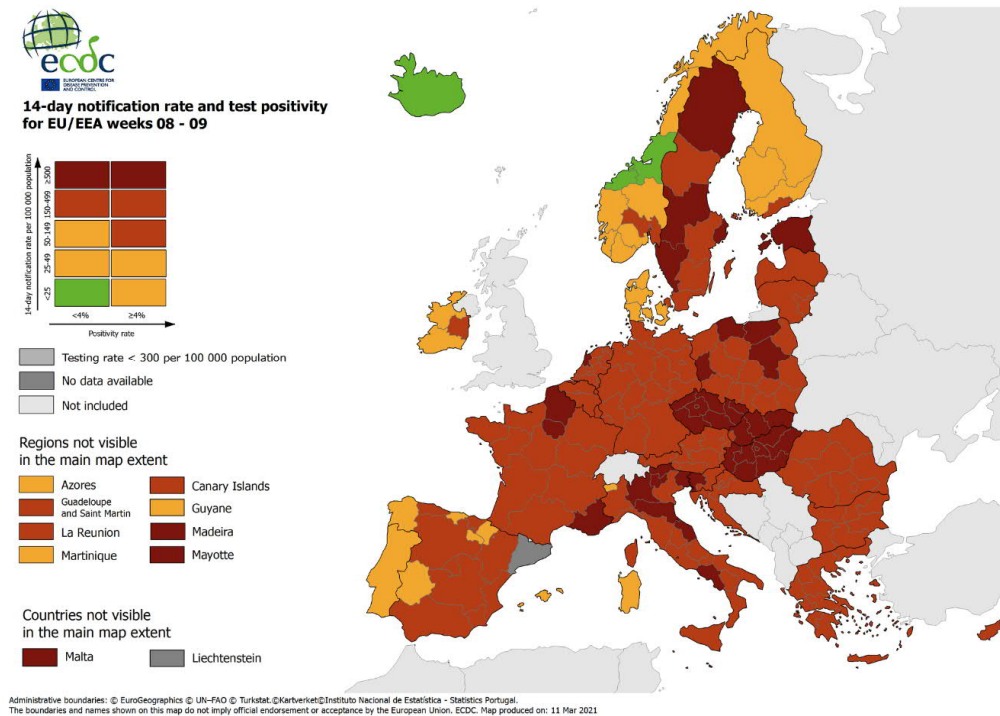 ecdc
EUROPEAN CENTRE FOR
DISEASE PREVENTION
AND CONTROL
14-day notification rate and test positivity
for EU/EEA weeks 08 - 09
14-day notification rate per 100 000 population
≥500
150-499
50-149
25-49
<25
<4%
≥4%
Positivity rate
Testing rate < 300 per 100 000 population
No data available
Not included
Regions not visible
in the main map extent
Azores
Canary Islands
Guadeloupe
and Saint Martin
Guyane
La Reunion
Madeira
Martinique
Mayotte
Countries not visible
in the main map extent
Malta
Liechtenstein
Administrative boundaries: © EuroGeographics © UN–FAO © Turkstat.©Kartverket©Instituto Nacional de Estatística - Statistics Portugal.
The boundaries and names shown on this map do not imply official endorsement or acceptance by the European Union. ECDC. Map produced on: 11 Mar 2021